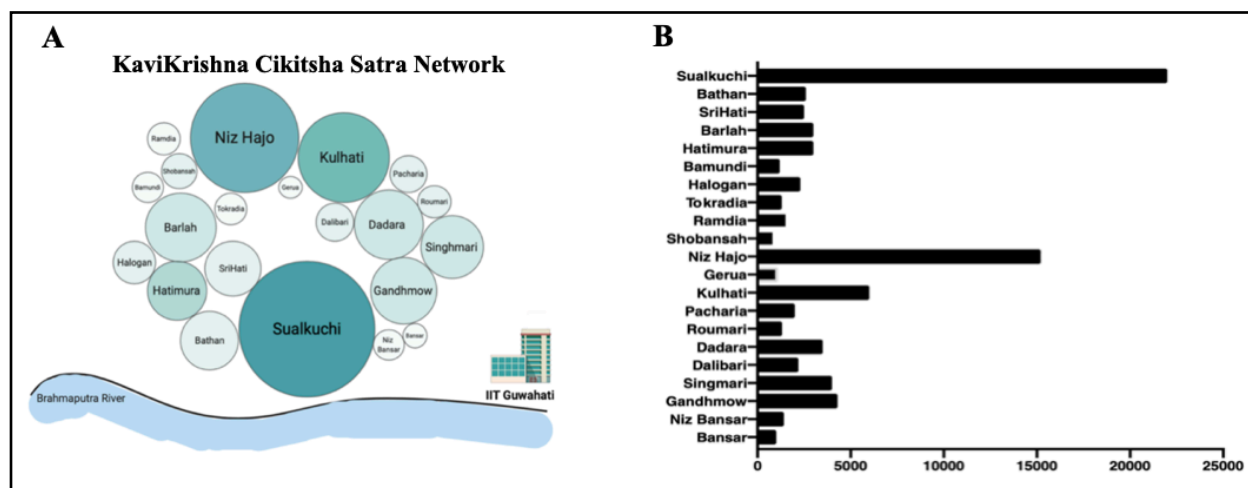 A
KaviKrishna Cikitsha Satra Network
Niz Hajo
Kulhati
Ramdia
Shobansah
Pacharia
Bamundi
Gerua
Roumari
Tokradia
Dalibari
Dadara
Barlah
Singhmari
Halogan
SriHati
Hatimura
Gandhmow
Sualkuchi
Bathan
Niz
Bansar
Bansar
IIT Guwahati
Brahmaputra River
B
Sualkuchi
Bathan
SriHati
Barlah
Hatimura
Bamundi
Halogan
Tokradia
Ramdia
Shobansah
Niz Hajo
Gerua
Kulhati
Pacharia
Roumari
Dadara
Dalibari
Singmari
Gandhmow
Niz Bansar
Bansar
0 5000 10000 15000 20000 25000